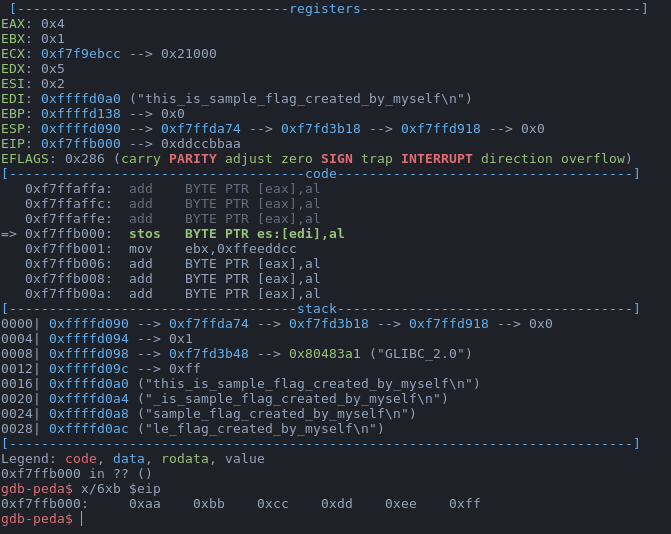 [----------------------------------registers-----------------------------------]
EAX: 0x4
EBX: 0x1
ECX: 0xf7f9ebcc --> 0x21000
EDX: 0x5
ESI: 0x2
EDI: 0xffffd0a0 ("this_is_sample_flag_created_by_myself\n")
EBP: 0xffffd138 --> 0x0
ESP: 0xffffd090 --> 0xf7ffda74 --> 0xf7fd3b18 --> 0xf7ffd918 --> 0x0
EIP: 0xf7ffb000 --> 0xddccbbaa
EFLAGS: 0x286 (carry PARITY adjust zero SIGN trap INTERRUPT direction overflow)
[-------------------------------------code-------------------------------------]
   0xf7ffaffa:	add    BYTE PTR [eax],al
   0xf7ffaffc:	add    BYTE PTR [eax],al
   0xf7ffaffe:	add    BYTE PTR [eax],al
=> 0xf7ffb000:	stos   BYTE PTR es:[edi],al
   0xf7ffb001:	mov    ebx,0xffeeddcc
   0xf7ffb006:	add    BYTE PTR [eax],al
   0xf7ffb008:	add    BYTE PTR [eax],al
   0xf7ffb00a:	add    BYTE PTR [eax],al
[------------------------------------stack-------------------------------------]
0000| 0xffffd090 --> 0xf7ffda74 --> 0xf7fd3b18 --> 0xf7ffd918 --> 0x0
0004| 0xffffd094 --> 0x1
0008| 0xffffd098 --> 0xf7fd3b48 --> 0x80483a1 ("GLIBC_2.0")
0012| 0xffffd09c --> 0xff
0016| 0xffffd0a0 ("this_is_sample_flag_created_by_myself\n")
0020| 0xffffd0a4 ("_is_sample_flag_created_by_myself\n")
0024| 0xffffd0a8 ("sample_flag_created_by_myself\n")
0028| 0xffffd0ac ("le_flag_created_by_myself\n")
[------------------------------------------------------------------------------]
Legend: code, data, rodata, value
0xf7ffb000 in ?? ()
gdb-peda$ x/6xb $eip
0xf7ffb000:	0xaa	0xbb	0xcc	0xdd	0xee	0xff
gdb-peda$